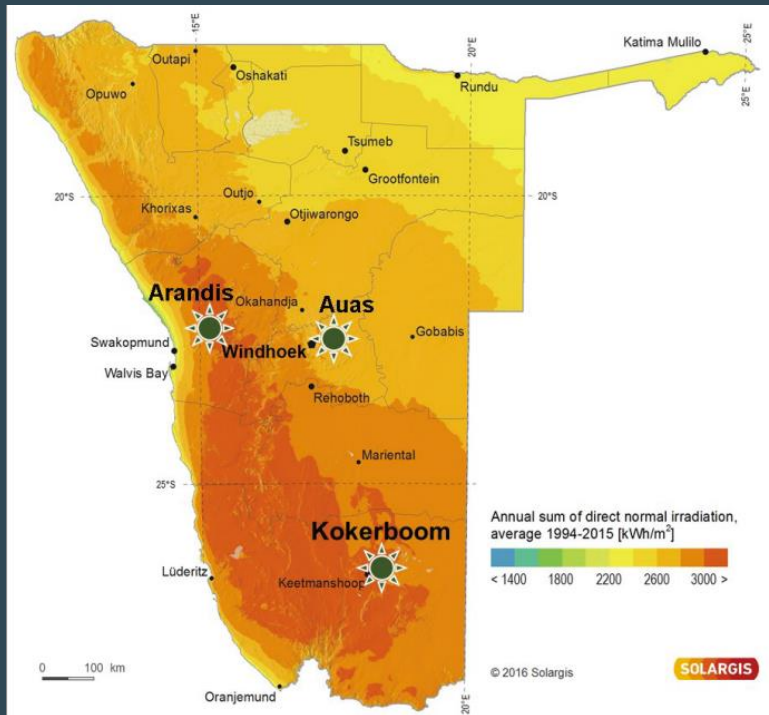 15°E
20°E
25°E
Katima Mulilo
Outapi
Oshakati
Opuwo
Rundu
25°E
Tsumeb
Grootfontein
20°S
Outjo
20°S
Khorixas
Otjiwarongo
Arandis
Okahandja
Auas
Swakopmund
Windhoek
Gobabis
Walvis Bay
Rehoboth
Mariental
25°S
Kokerboom
Annual sum of direct normal irradiation,
average 1994-2015 [kWh/m²]
< 1400 1800 2200 2600 3000 >
Lüderitz
Keetmanshoop
0 100 km
© 2016 Solargis
SOLARGIS
Oranjemund
20°E